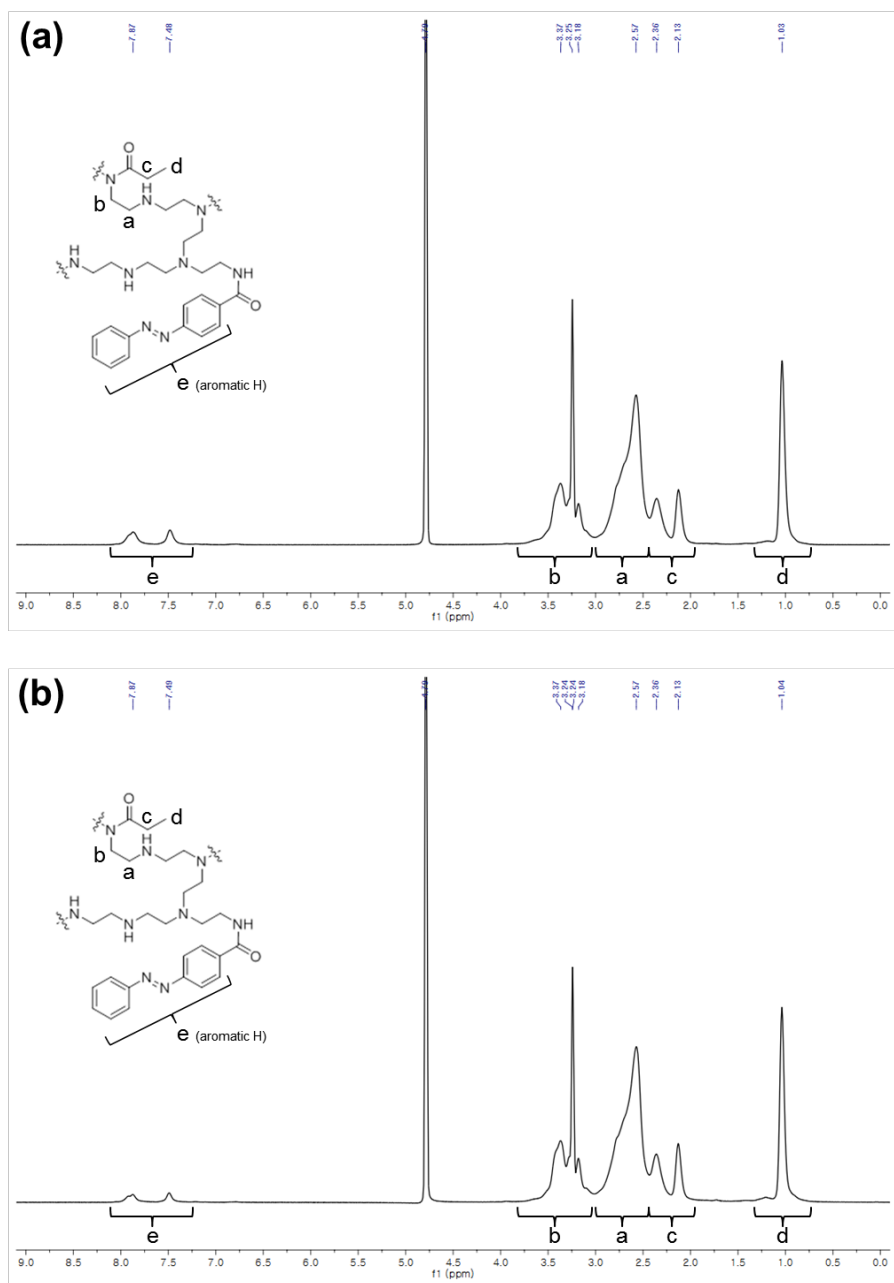 (a)
7.87 7.48 4.79 3.37 3.25 3.18 2.57 2.36 2.13 1.03
O
c d
N H N
b a N
H N
N N H
N H
O
N=N
e (aromatic H)
e b a c d
9.0 8.5 8.0 7.5 7.0 6.5 6.0 5.5 5.0 4.5 4.0 3.5 3.0 2.5 2.0 1.5 1.0 0.5 0.0
f1 (ppm)
(b)
7.87 7.49 4.79 3.37 3.24 3.24 3.18 2.57 2.36 2.13 1.04
O
c d
N H N
b a N
H N
N N H
N H
O
N=N
e (aromatic H)
e b a c d
9.0 8.5 8.0 7.5 7.0 6.5 6.0 5.5 5.0 4.5 4.0 3.5 3.0 2.5 2.0 1.5 1.0 0.5 0.0
f1 (ppm)